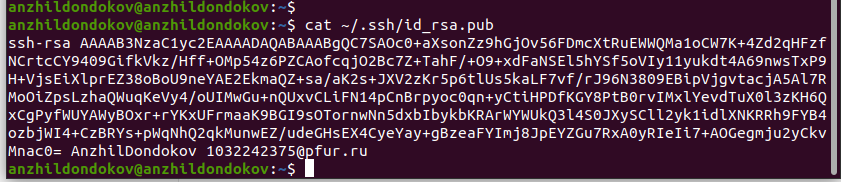 anzhildondokov@anzhildondokov:~$
anzhildondokov@anzhildondokov:~$ cat ~/.ssh/id_rsa.pub
ssh-rsa AAAAB3NzaC1yc2EAAAADAQABAAABgQC7SAOc0+aXsonZz9hGjOv56FDmcXtRuEWWQMa1oCW7K+4Zd2qHFzf
NCrtcCY9409GifkVkz/Hff+OMp54z6PZCAofcqjO2Bc7Z+TahF/+O9+xdFaNSEl5hYSf5oVIy11yukdt4A69nwsTxP9
H+VjsEiXlprEZ38oBoU9neYAE2EkmaQZ+sa/aK2s+JXV2zKr5p6tlUs5kaLF7vf/rJ96N3809EBipVjgvtacjA5Al7R
MoOiZpsLzhaQWuqKeVy4/oUIMwGu+nQUxvCLiFN14pCnBrpyoc0qn+yCtiHPDfKGY8PtB0rvIMxlYevdTuX0l3zKH6Q
xCgPyfWUYAWyBOxr+rYKxUFrmaaK9BGI9sOTornwNn5dxbIbykbKRArWYWUkQ3l4S0JXySCll2yk1idlXNKRRh9FYB4
ozbjWI4+CzBRYs+pWqNhQ2qkMunwEZ/udeGHsEX4CyeYay+gBzeaFYImj8JpEYZGu7RxA0yRIeIi7+AOGegmju2yCkv
Mnac0= AnzhilDondokov 1032242375@pfur.ru
anzhildondokov@anzhildondokov:~$